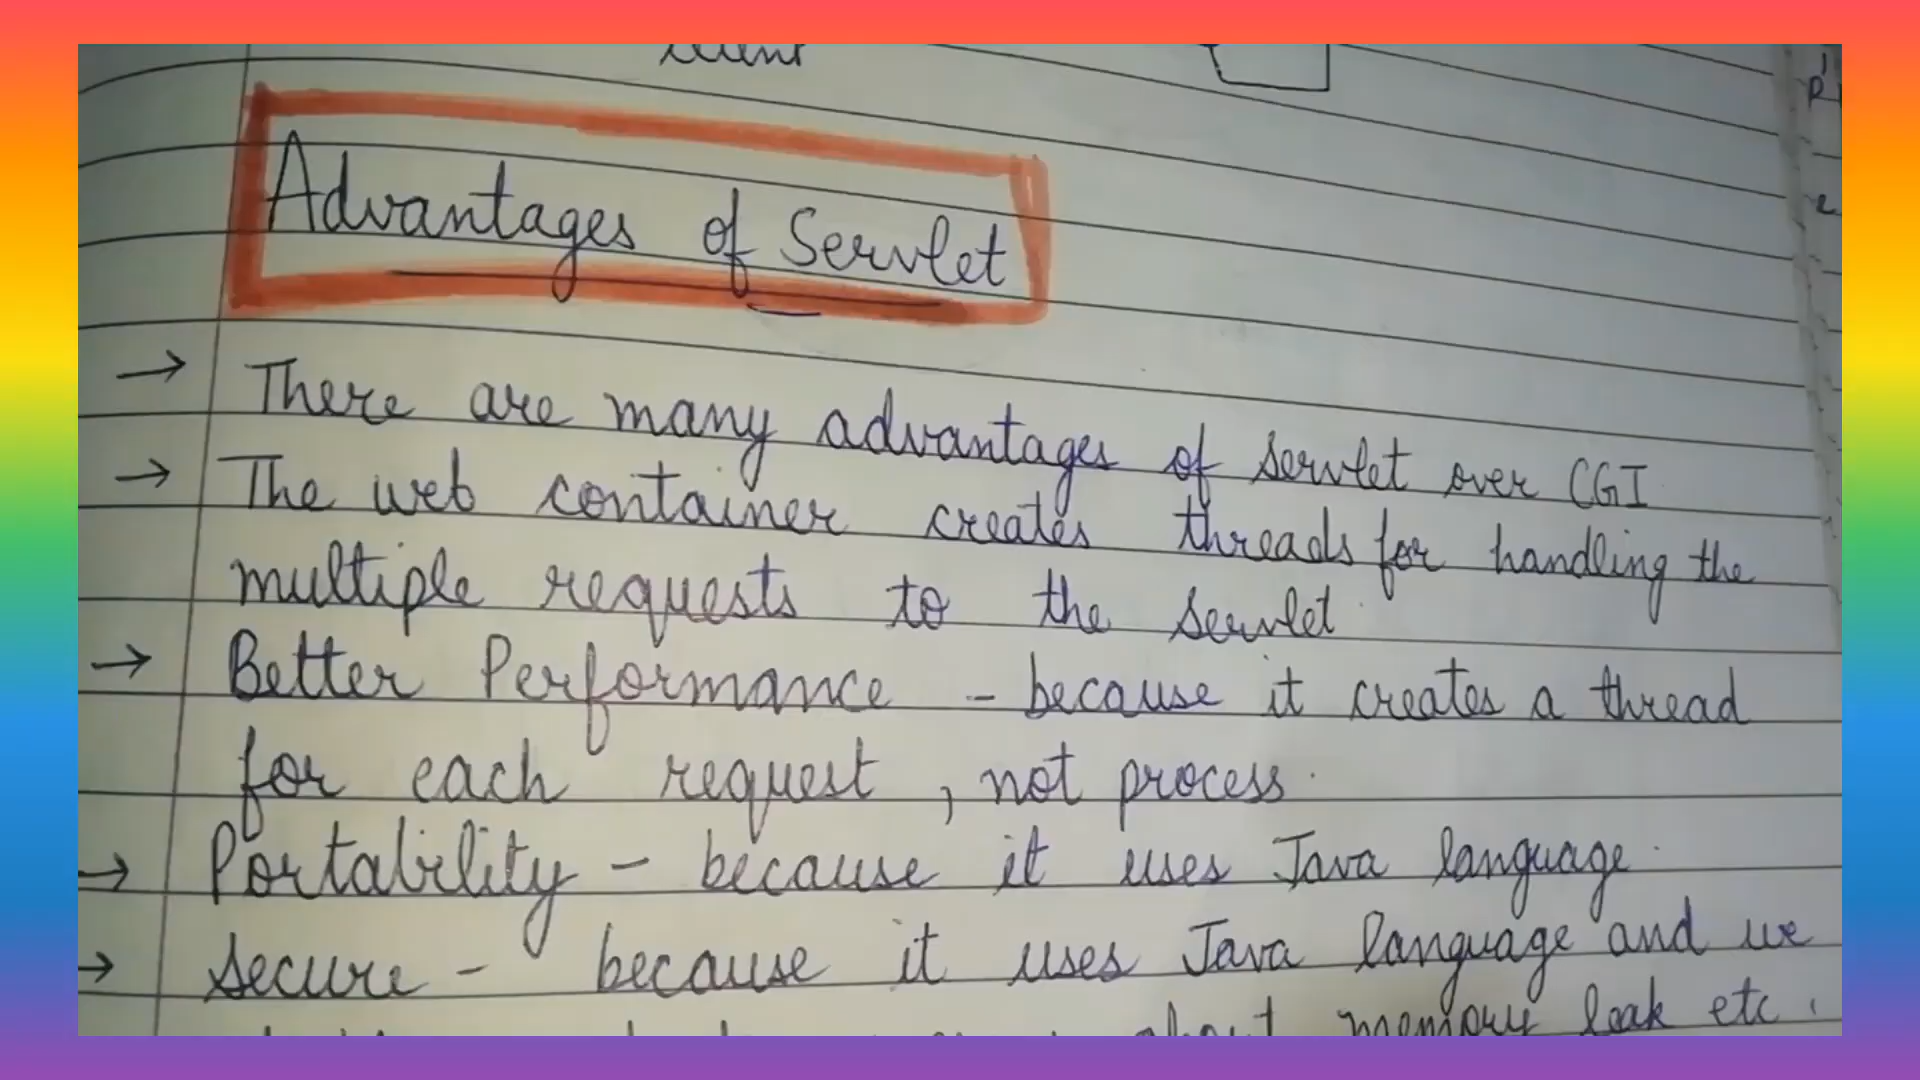 client
Advantages of Servlet
→ There are many advantages of servlet over CGI
→ The web container creates threads for handling the
multiple requests to the servlet.
→ Better Performance - because it creates a thread
for each request, not process.
→ Portability - because it uses Java language.
→ Secure - because it uses Java language and we
about memory leak etc.